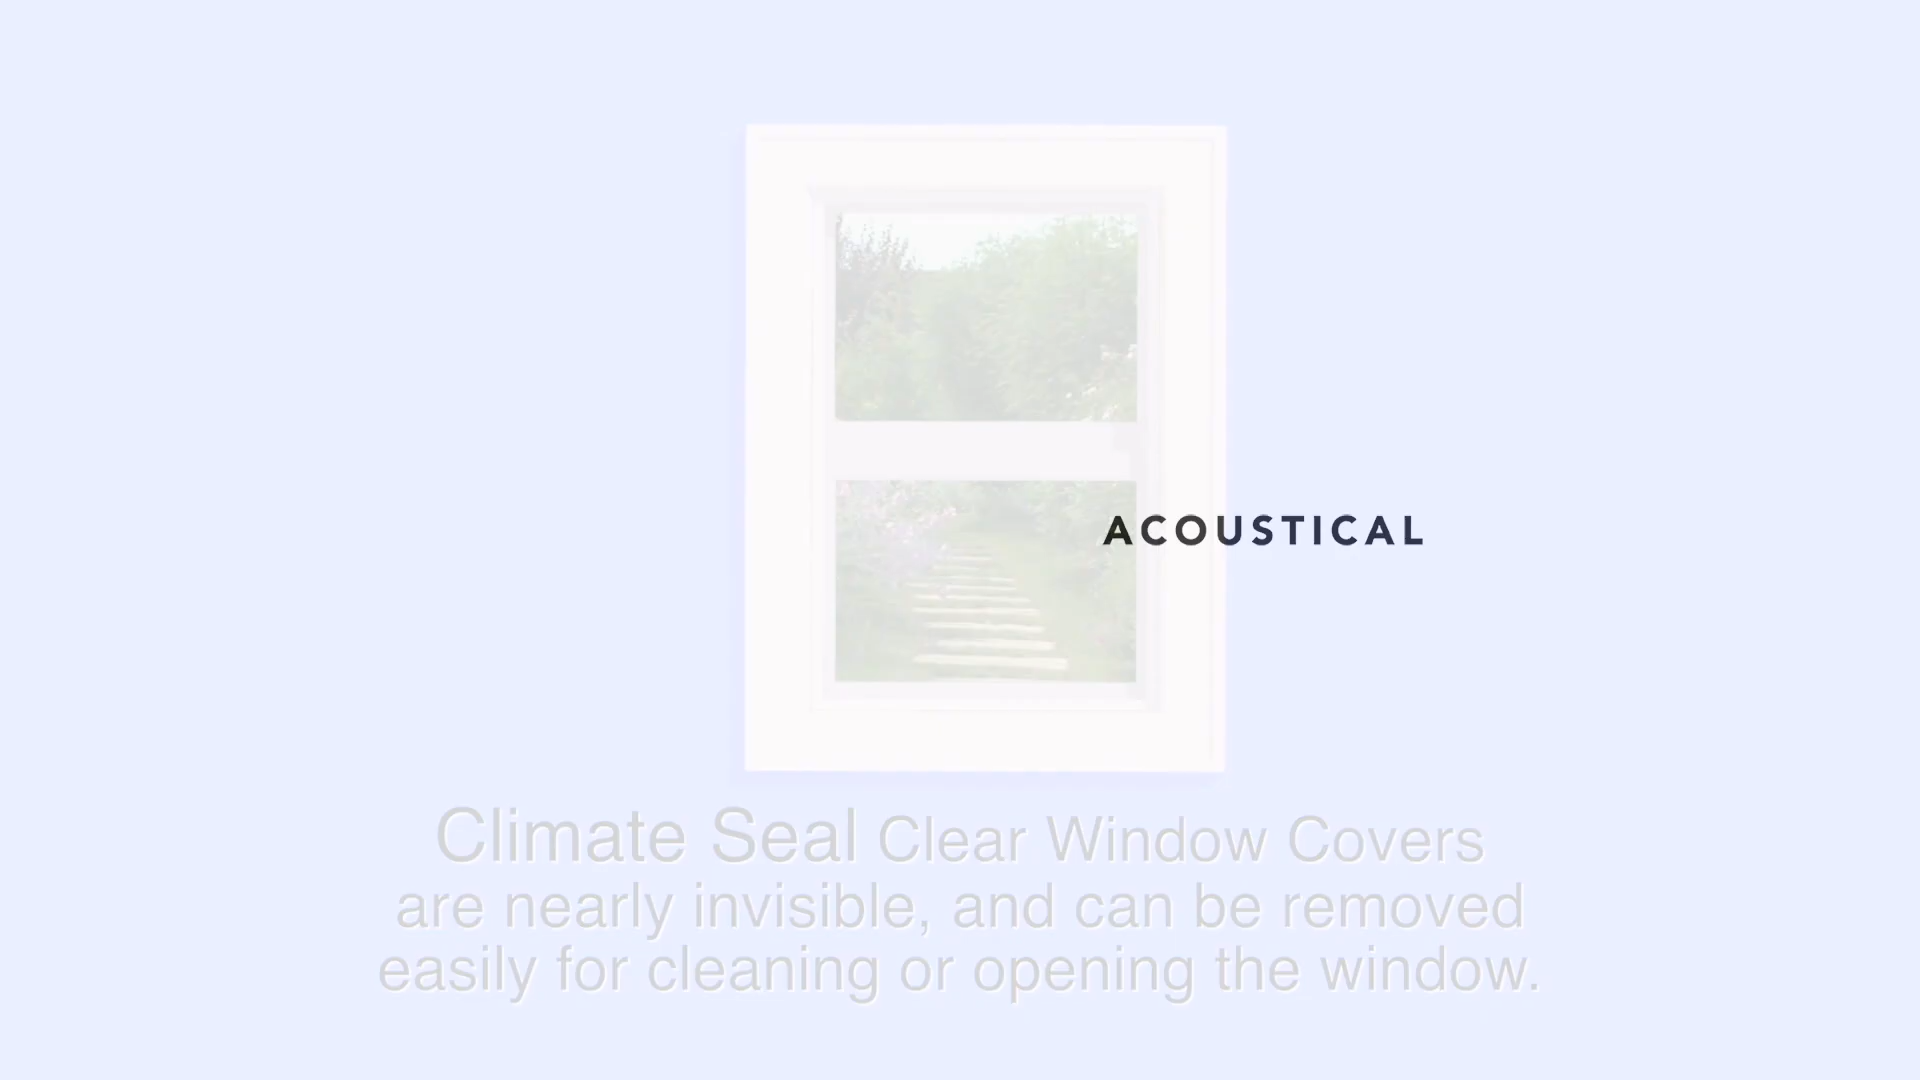 ACOUSTICAL
Climate Seal Clear Window Covers
are nearly invisible, and can be removed
easily for cleaning or opening the window.